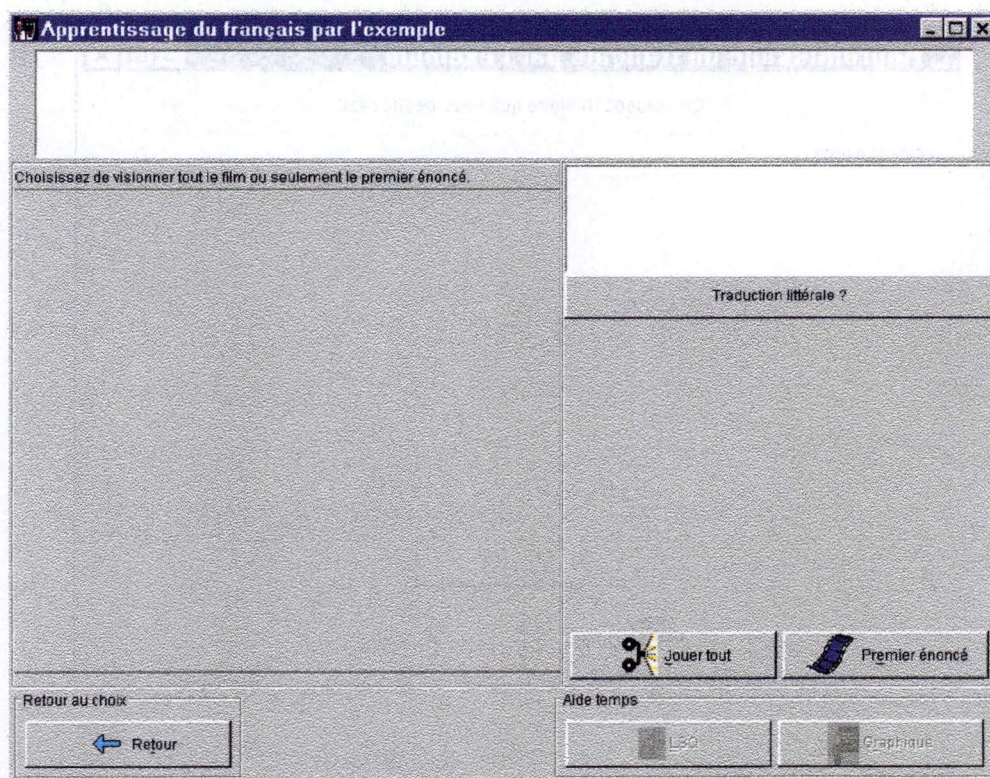 Apprentissage du français par l'exemple
Choisissez de visionner tout le film ou seulement le premier énoncé.
Traduction littérale ?
Jouer tout
Premier énoncé
Retour au choix
Aide temps
Retour
Graphique